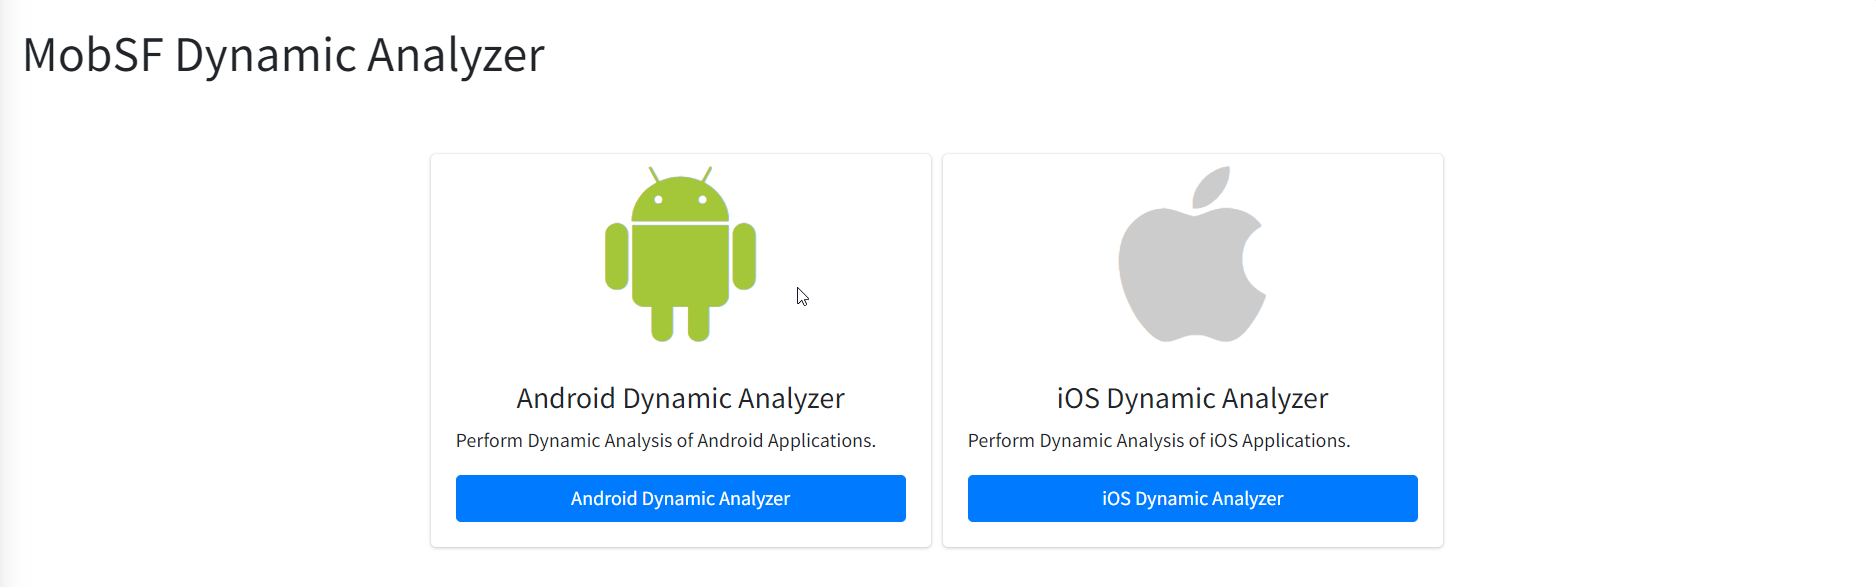 MobSF Dynamic Analyzer
Android Dynamic Analyzer
Perform Dynamic Analysis of Android Applications.
Android Dynamic Analyzer
iOS Dynamic Analyzer
Perform Dynamic Analysis of iOS Applications.
iOS Dynamic Analyzer